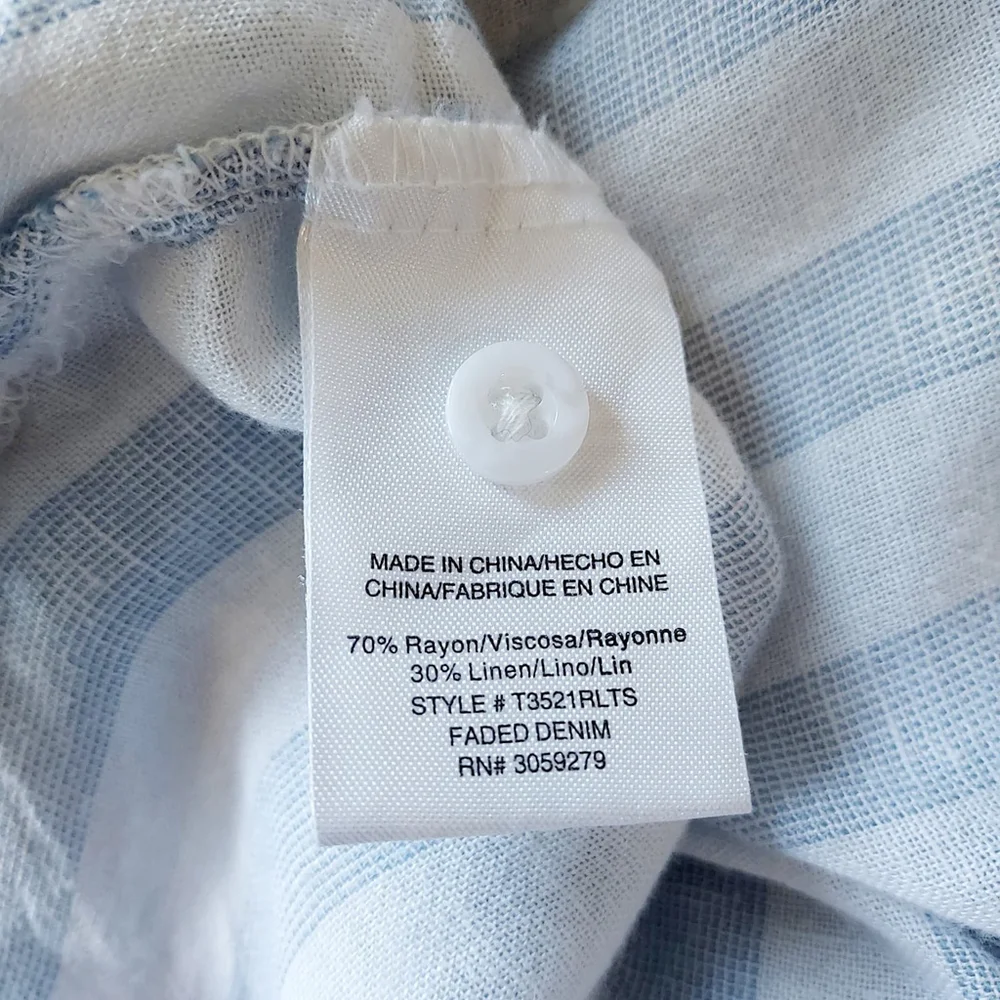 MADE IN CHINA/HECHO EN
CHINA/FABRIQUE EN CHINE
70% Rayon/Viscosa/Rayonne
30% Linen/Lino/Lin
STYLE # T3521RLTS
FADED DENIM
RN# 3059279